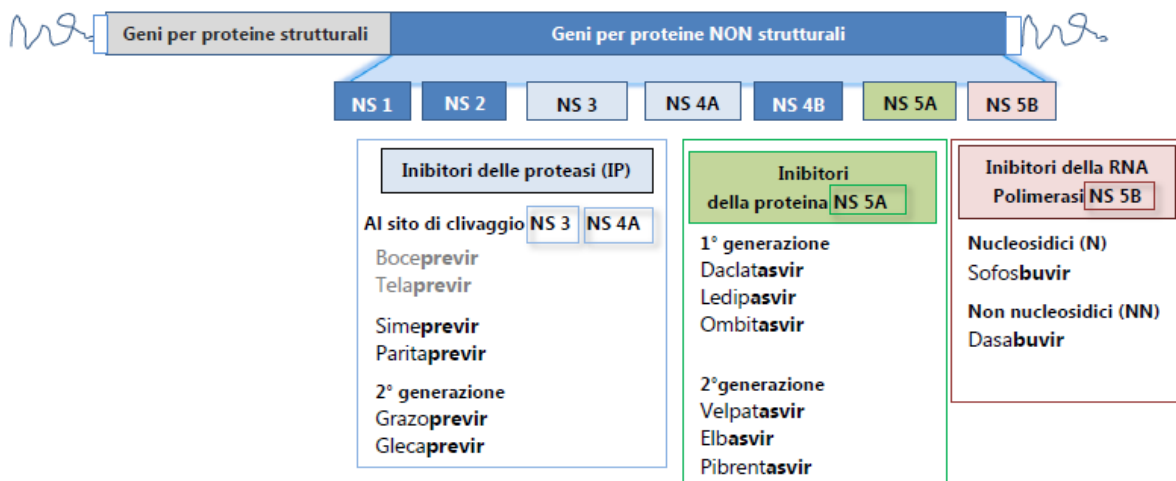 Geni per proteine strutturali
Geni per proteine NON strutturali
NS 1
NS 2
NS 3
NS 4A
NS 4B
NS 5A
NS 5B
Inibitori delle proteasi (IP)
Al sito di clivaggio NS 3 NS 4A
Boceprevir
Telaprevir
Simeprevir
Paritaprevir
2° generazione
Grazoprevir
Glecaprevir
Inibitori
della proteina NS 5A
1° generazione
Daclatasvir
Ledipasvir
Ombitasvir
2°generazione
Velpatasvir
Elbasvir
Pibrentasvir
Inibitori della RNA
Polimerasi NS 5B
Nucleosidici (N)
Sofosbuvir
Non nucleosidici (NN)
Dasabuvir